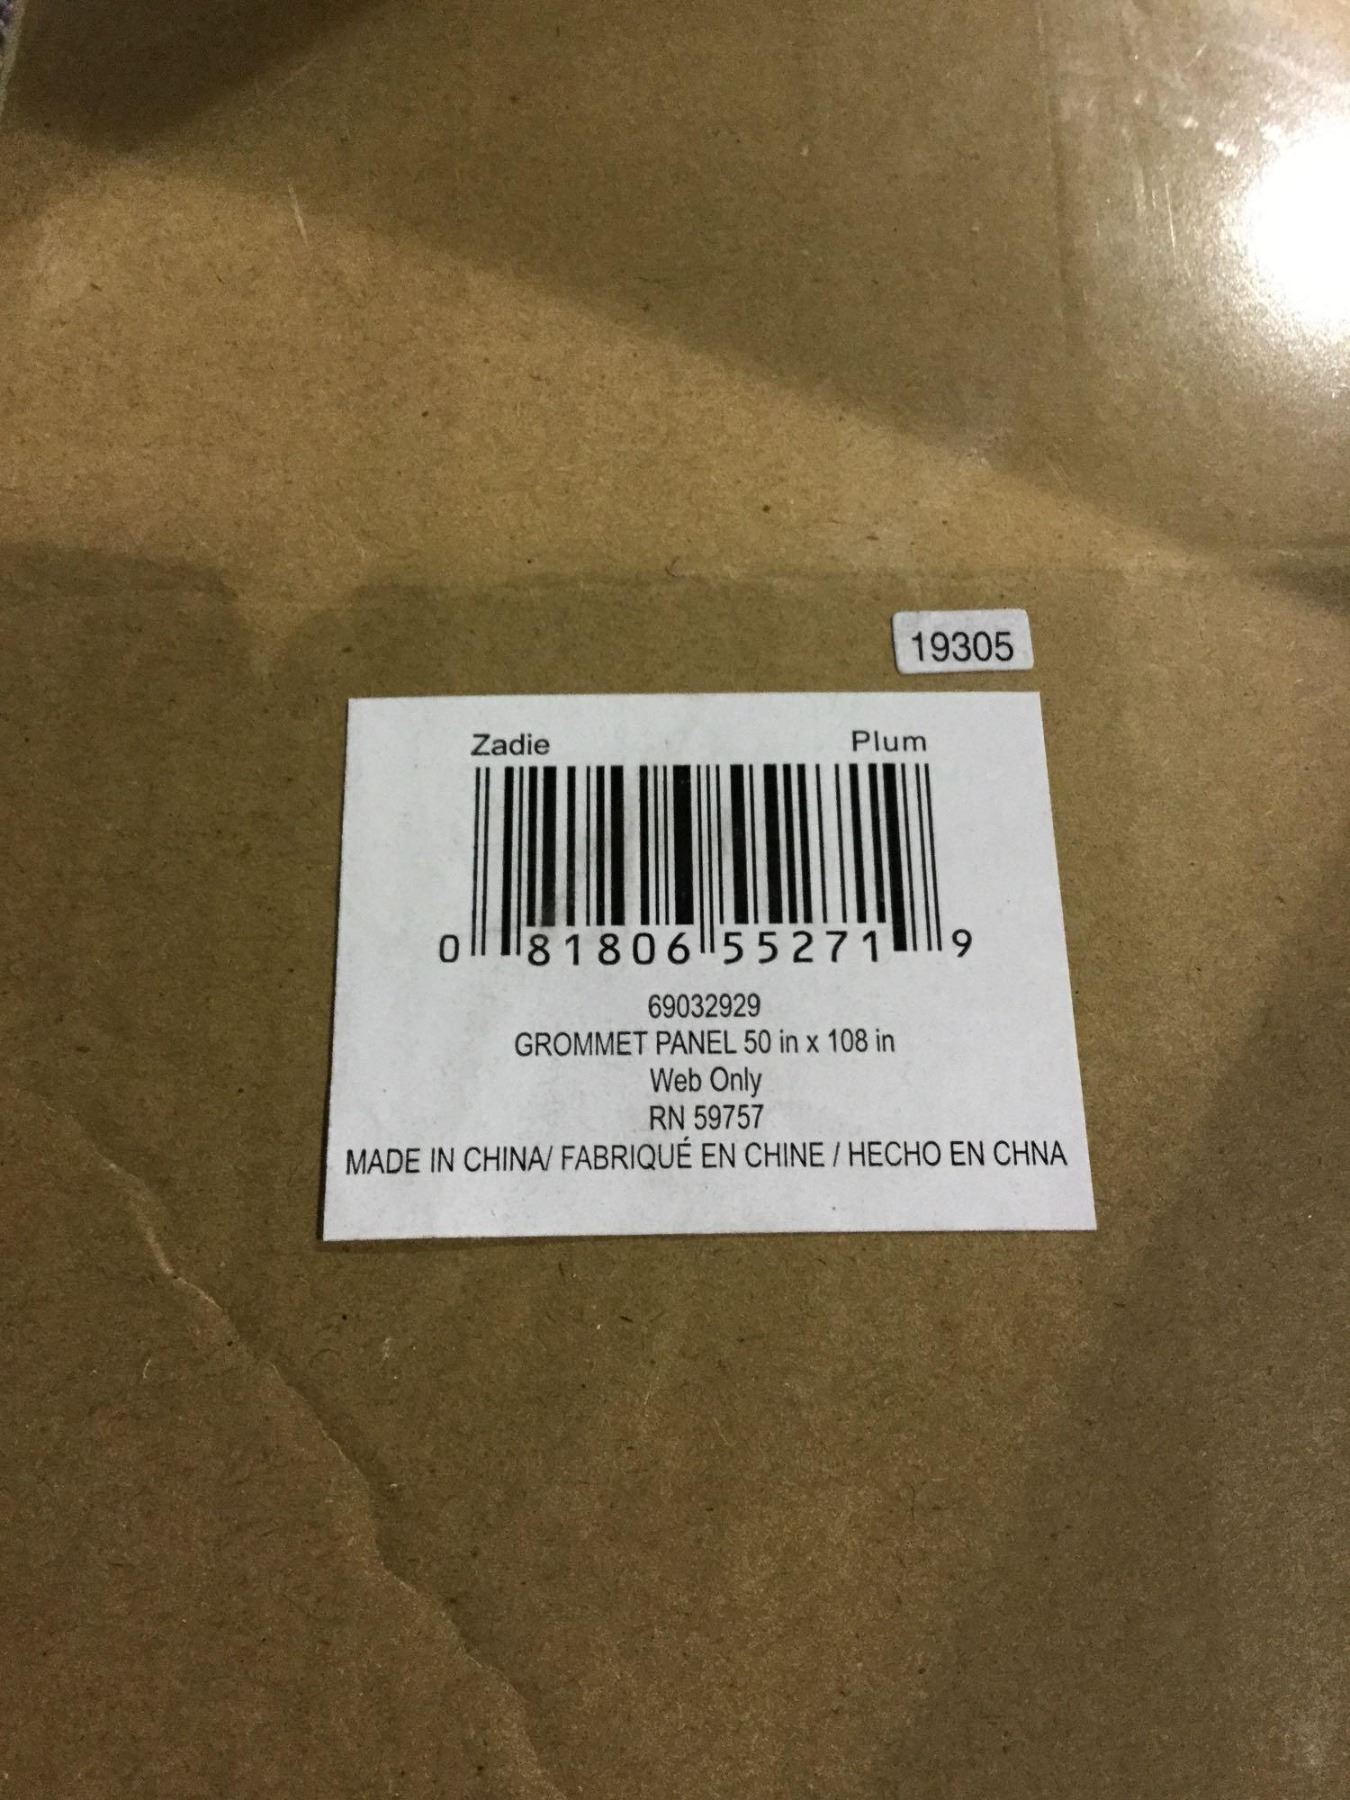 19305
Zadie Plum
0 81806 55271 9
69032929
GROMMET PANEL 50 in x 108 in
Web Only
RN 59757
MADE IN CHINA/ FABRIQUÉ EN CHINE / HECHO EN CHNA